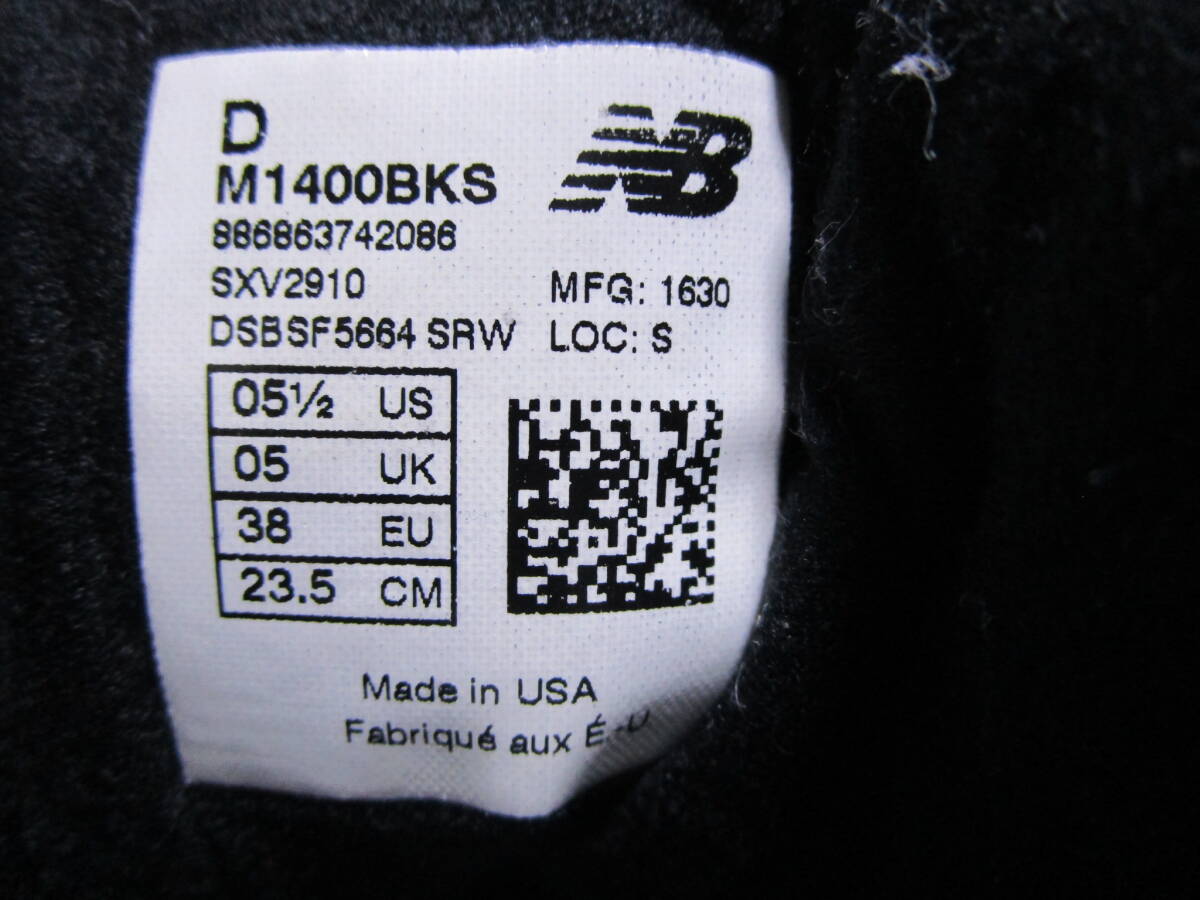 D
M1400BKS
NB
886863742086
SXV2910
MFG: 1630
DSBSF5664 SRW
LOC: S
05½ US
05 UK
38 EU
23.5 CM
Made in USA
Fabriqué aux É.-U